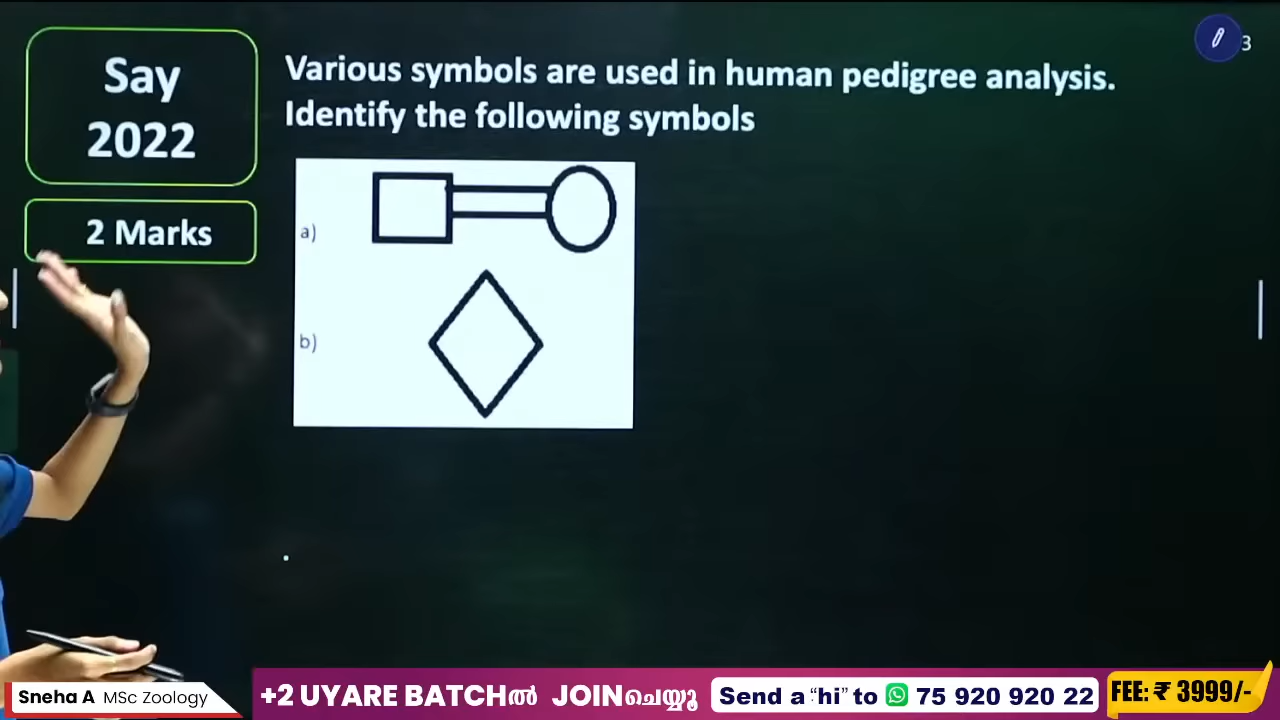 Say
2022
2 Marks
Various symbols are used in human pedigree analysis.
Identify the following symbols
a)
b)
3
Sneha A MSc Zoology
+2 UYARE BATCHൽ JOINചെയ്യൂ
Send a “hi” to 75 920 920 22
FEE: ₹ 3999/-